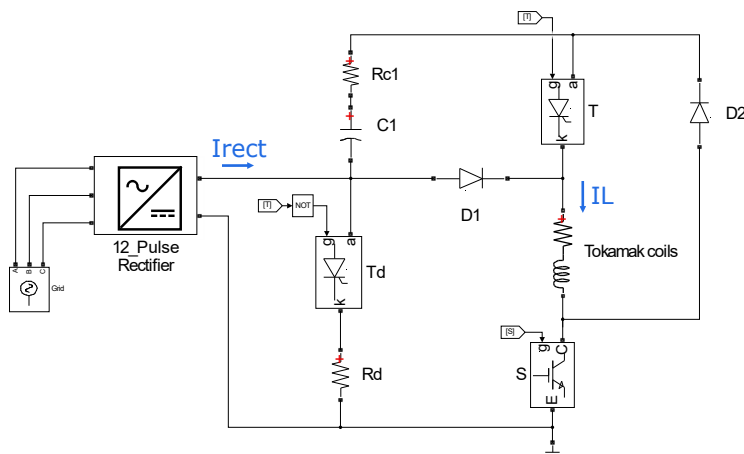 [T]
Rc1
g
a
T
k
D2
C1
Irect
IL
D1
[T]
NOT
12_Pulse
Rectifier
g
a
Td
k
Tokamak coils
A
B
C
Grid
[S]
g
C
S
E
Rd